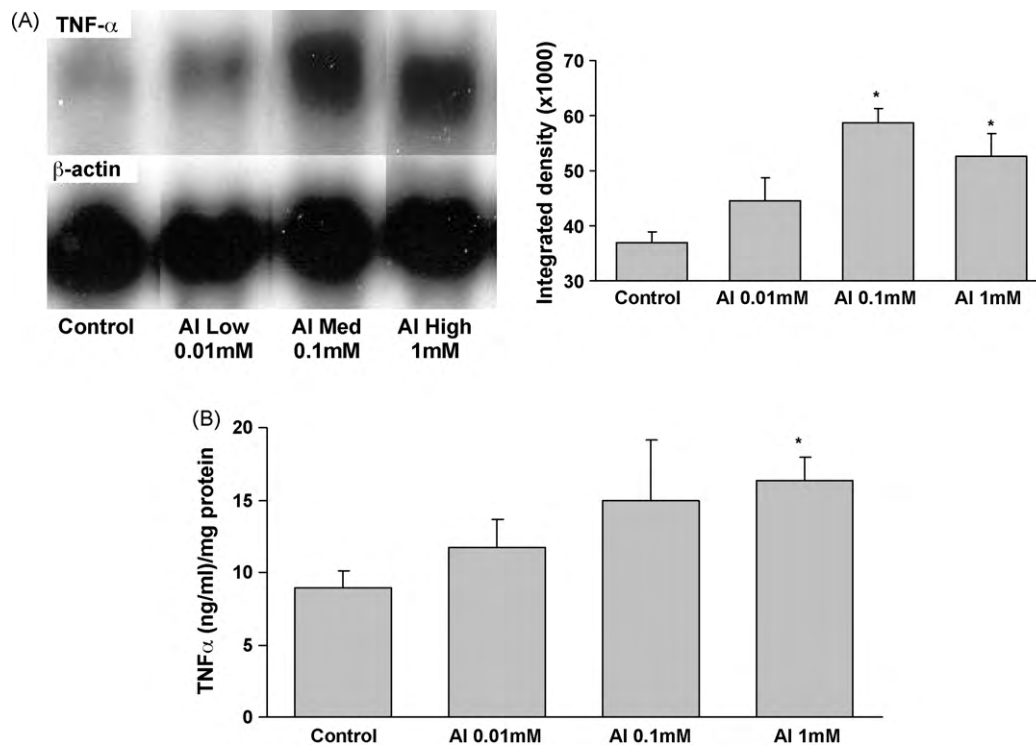 (A)
TNF-α
β-actin
Control Al Low Al Med Al High
0.01mM 0.1mM 1mM
Integrated density (x1000)
70
60
50
40
30
* *
Control Al 0.01mM Al 0.1mM Al 1mM
(B)
TNFα (ng/ml)/mg protein
20
15
10
5
0
*
Control Al 0.01mM Al 0.1mM Al 1mM